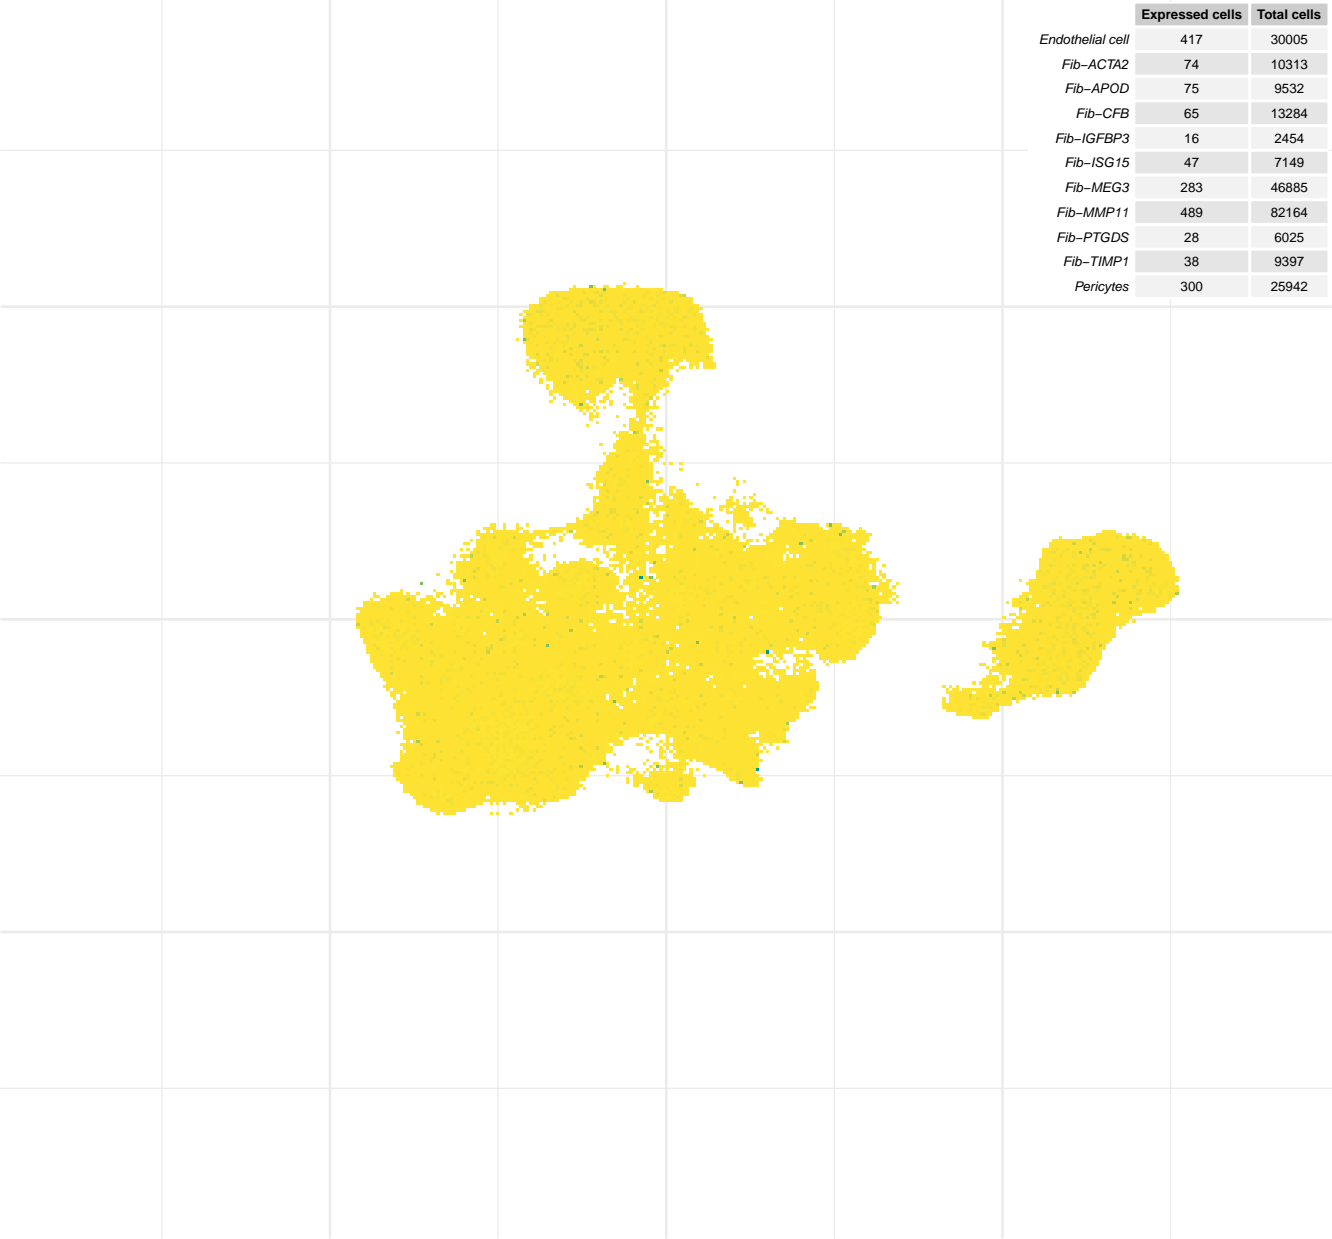 Expressed cells Total cells
Endothelial cell 417 30005
Fib−ACTA2 74 10313
Fib−APOD 75 9532
Fib−CFB 65 13284
Fib−IGFBP3 16 2454
Fib−ISG15 47 7149
Fib−MEG3 283 46885
Fib−MMP11 489 82164
Fib−PTGDS 28 6025
Fib−TIMP1 38 9397
Pericytes 300 25942